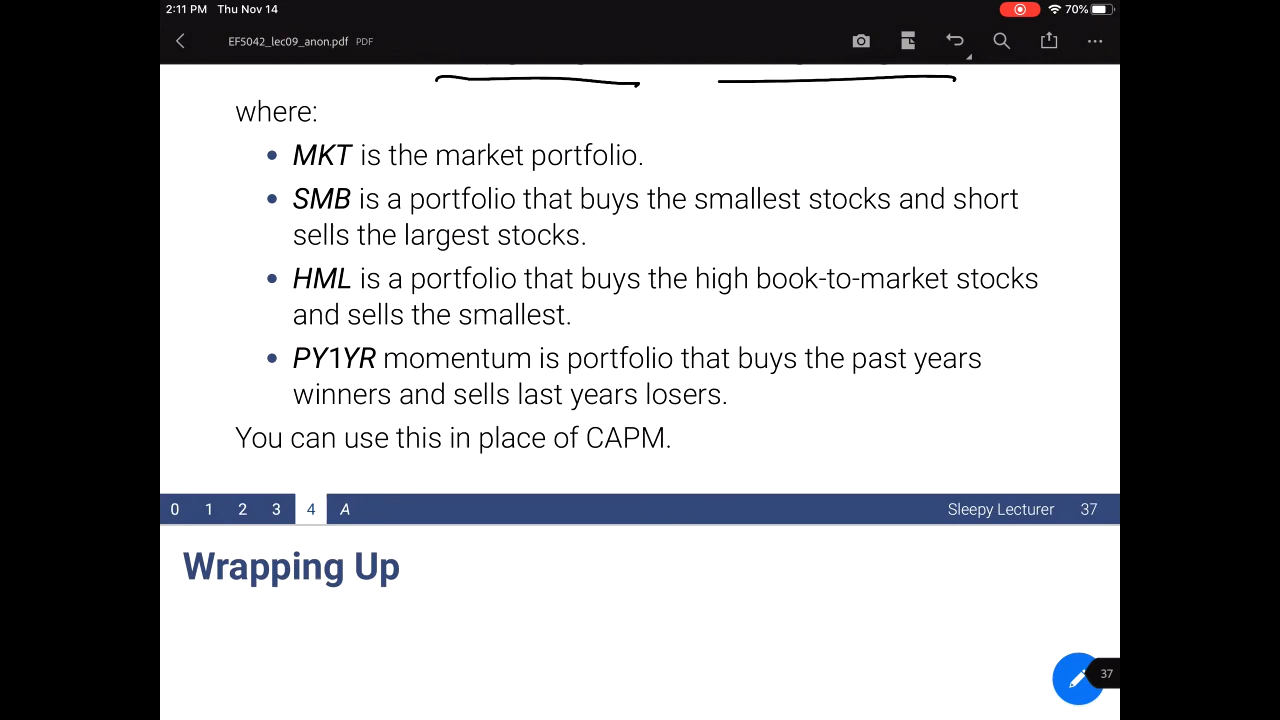 2:11 PM Thu Nov 14
70%
EF5042_lec09_anon.pdf PDF
where:
• MKT is the market portfolio.
• SMB is a portfolio that buys the smallest stocks and short
sells the largest stocks.
• HML is a portfolio that buys the high book-to-market stocks
and sells the smallest.
• PY1YR momentum is portfolio that buys the past years
winners and sells last years losers.
You can use this in place of CAPM.
0 1 2 3 4 A Sleepy Lecturer 37
Wrapping Up
37